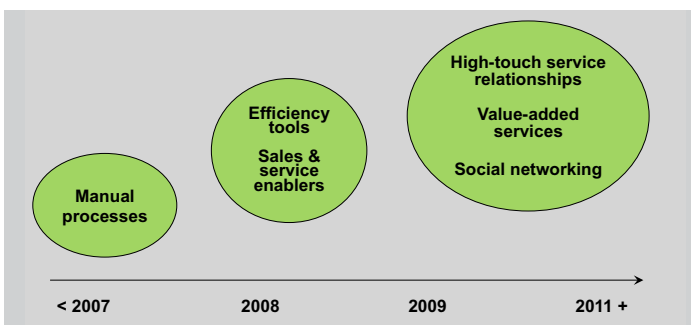 High-touch service
relationships
Value-added
services
Social networking
Efficiency
tools
Sales &
service
enablers
Manual
processes
< 2007
2008
2009
2011 +